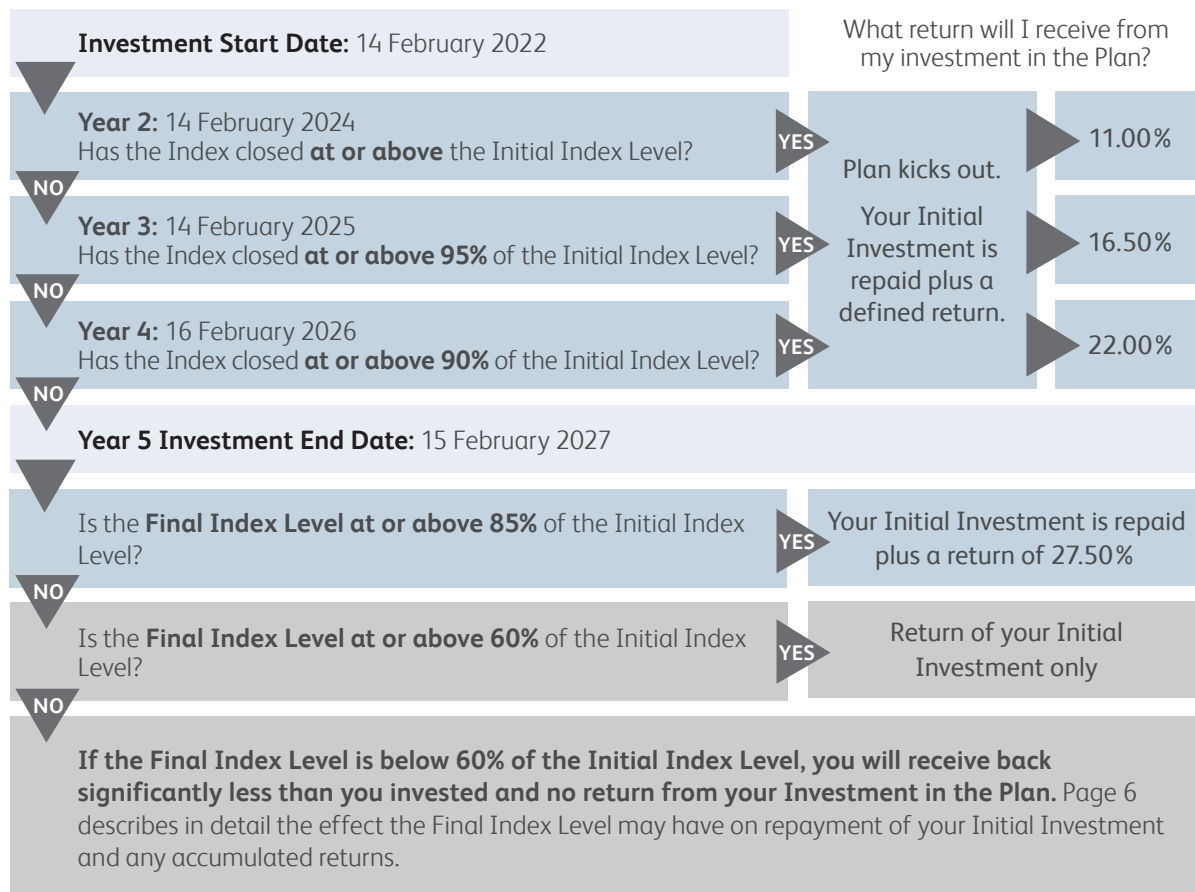 Investment Start Date: 14 February 2022
What return will I receive from
my investment in the Plan?
Year 2: 14 February 2024
Has the Index closed at or above the Initial Index Level?
YES
11.00%
NO
Year 3: 14 February 2025
Has the Index closed at or above 95% of the Initial Index Level?
YES
16.50%
NO
Year 4: 16 February 2026
Has the Index closed at or above 90% of the Initial Index Level?
YES
22.00%
Plan kicks out.
Your Initial
Investment is
repaid plus a
defined return.
NO
Year 5 Investment End Date: 15 February 2027
Is the Final Index Level at or above 85% of the Initial Index
Level?
YES
Your Initial Investment is repaid
plus a return of 27.50%
NO
Is the Final Index Level at or above 60% of the Initial Index
Level?
YES
Return of your Initial
Investment only
NO
If the Final Index Level is below 60% of the Initial Index Level, you will receive back
significantly less than you invested and no return from your Investment in the Plan. Page 6
describes in detail the effect the Final Index Level may have on repayment of your Initial Investment
and any accumulated returns.